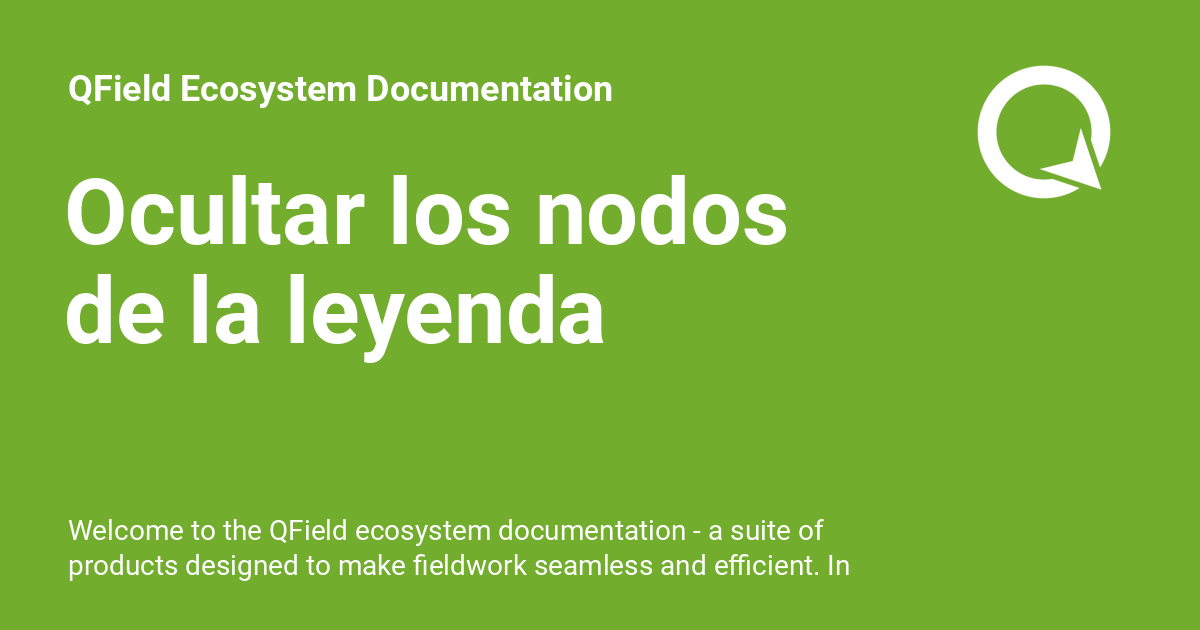 QField Ecosystem Documentation
Ocultar los nodos
de la leyenda
Welcome to the QField ecosystem documentation - a suite of
products designed to make fieldwork seamless and efficient. In